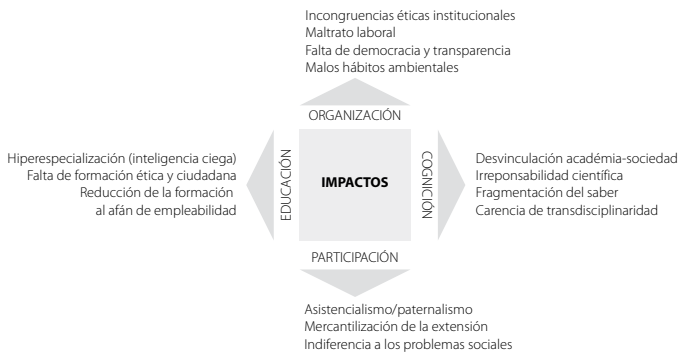 Incongruencias éticas institucionales
Maltrato laboral
Falta de democracia y transparencia
Malos hábitos ambientales
ORGANIZACIÓN
Hiperespecialización (inteligencia ciega)
Falta de formación ética y ciudadana
Reducción de la formación
al afán de empleabilidad
EDUCACIÓN
IMPACTOS
COGNICIÓN
Desvinculación académia-sociedad
Irreponsabilidad científica
Fragmentación del saber
Carencia de transdisciplinaridad
PARTICIPACIÓN
Asistencialismo/paternalismo
Mercantilización de la extensión
Indiferencia a los problemas sociales